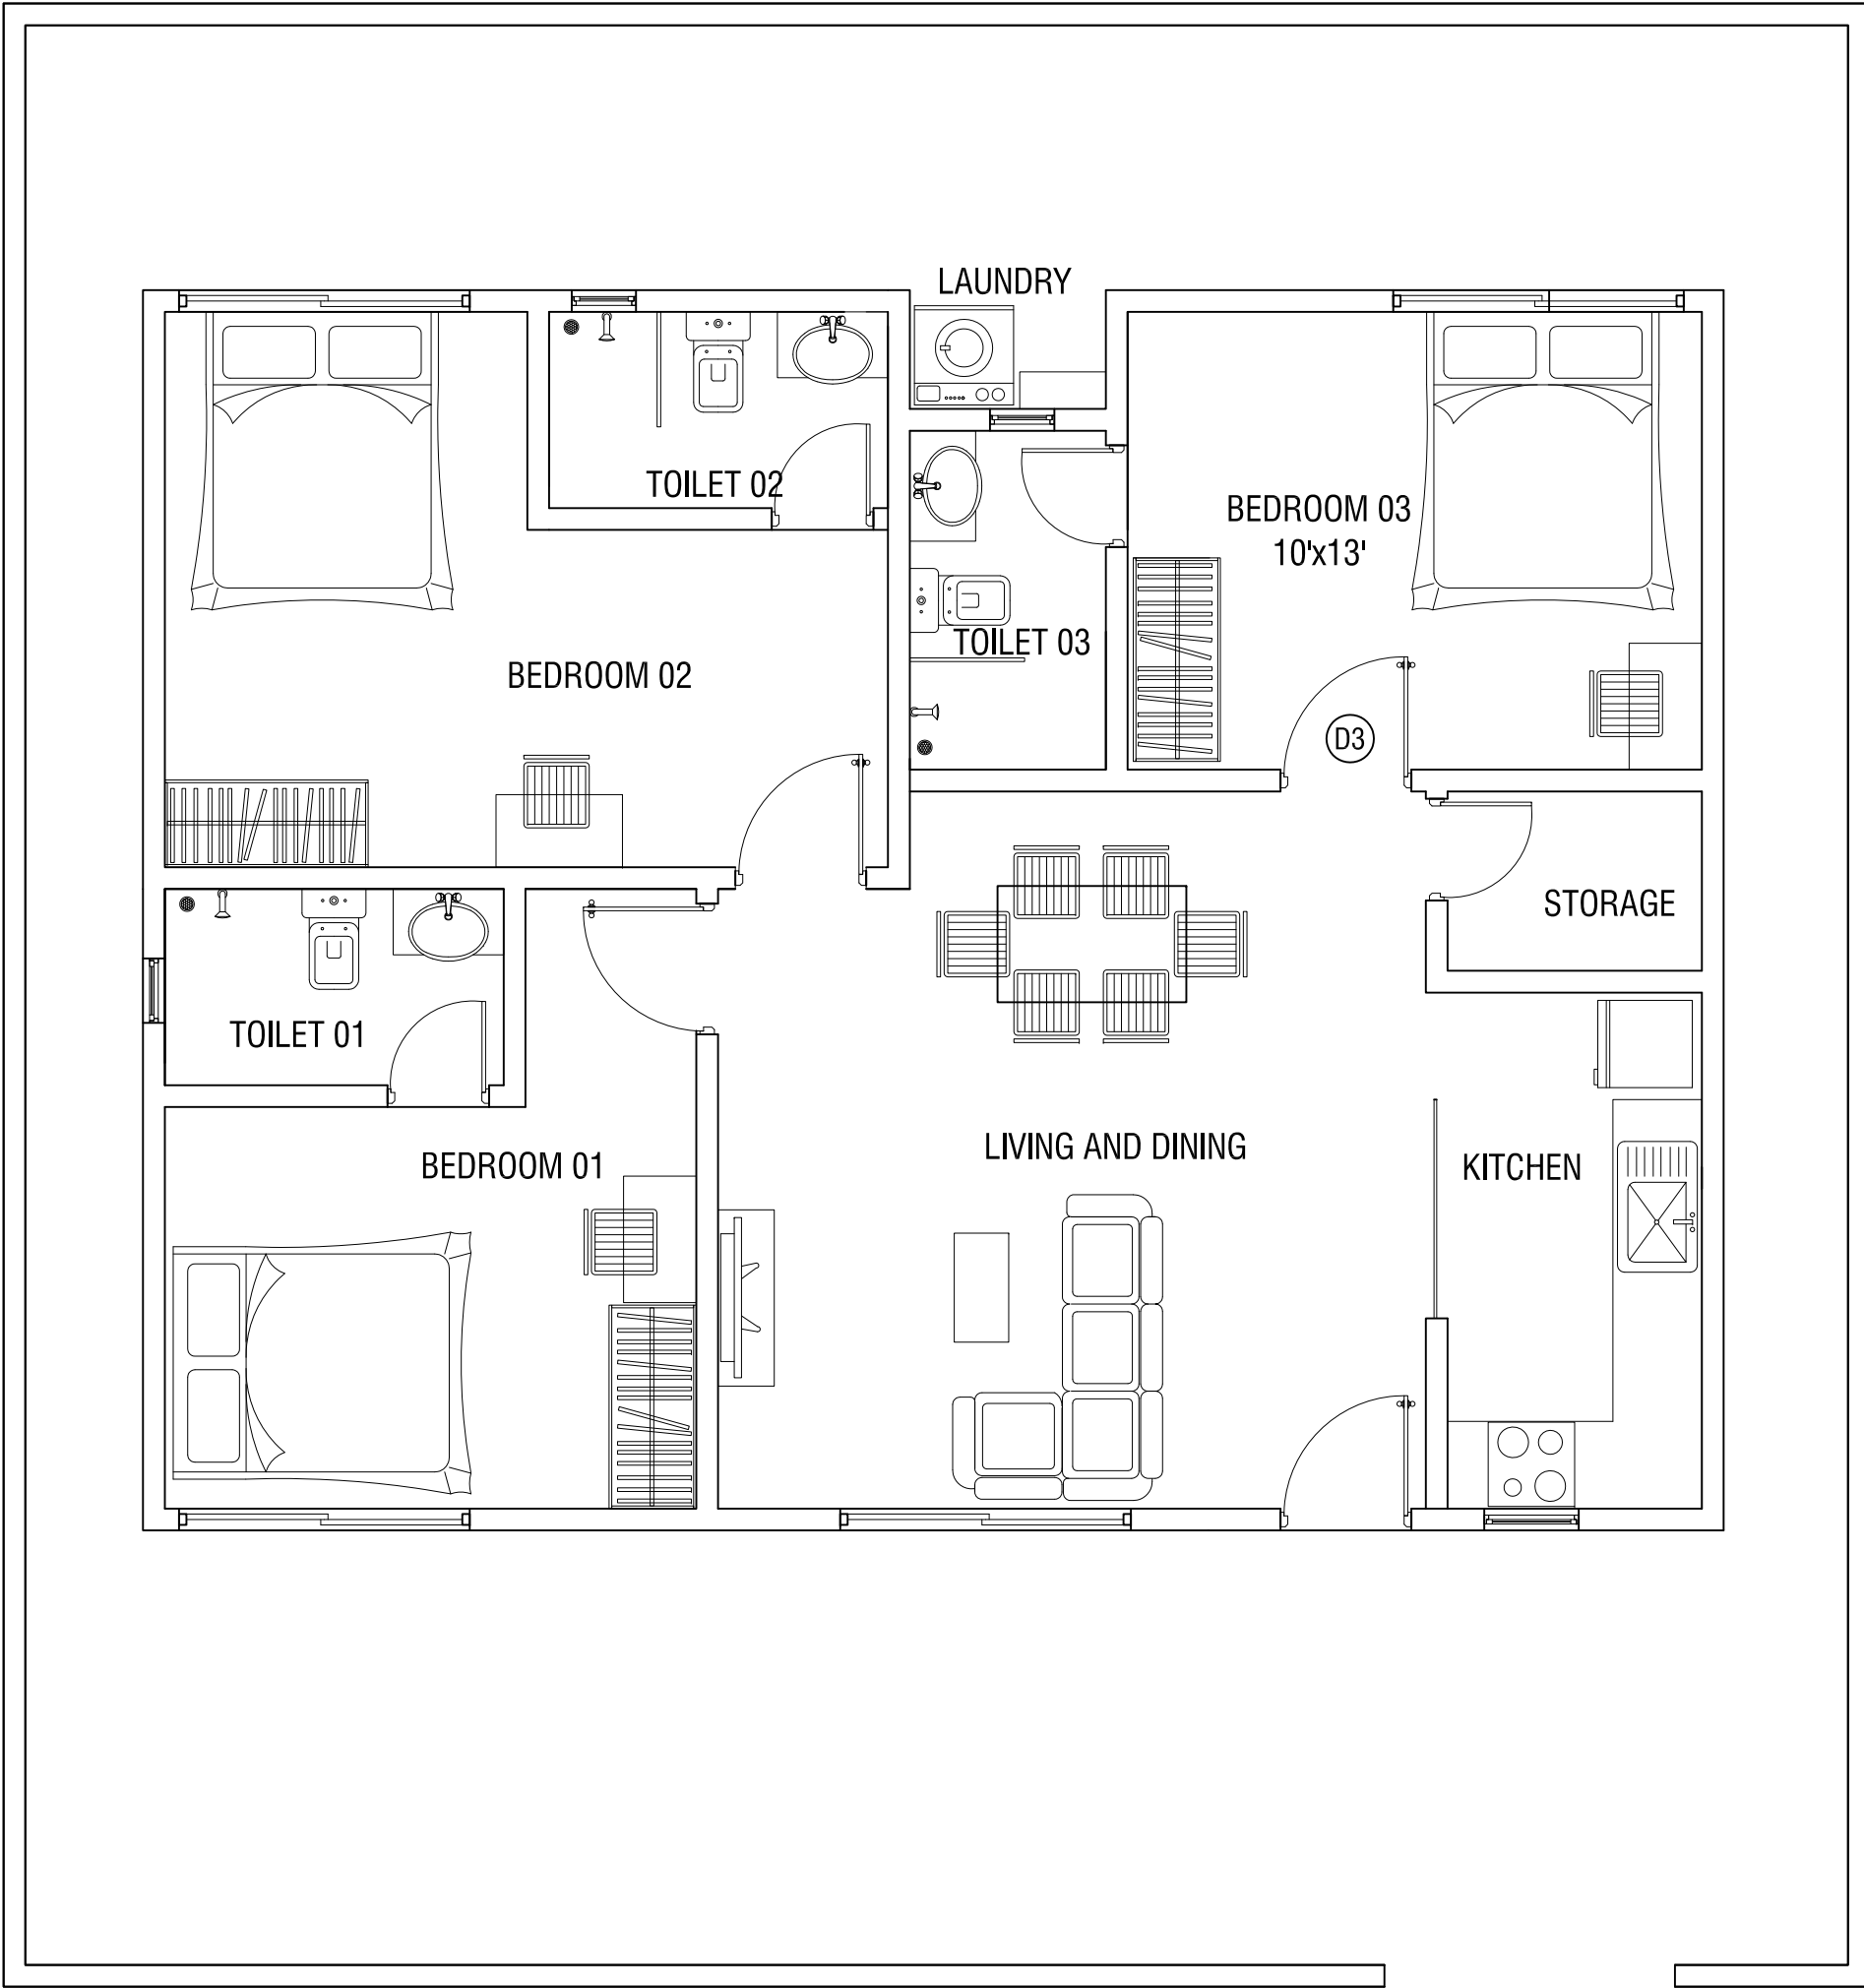 LAUNDRY
TOILET 02
BEDROOM 03
10'x13'
TOILET 03
BEDROOM 02
D3
STORAGE
TOILET 01
LIVING AND DINING
BEDROOM 01
KITCHEN